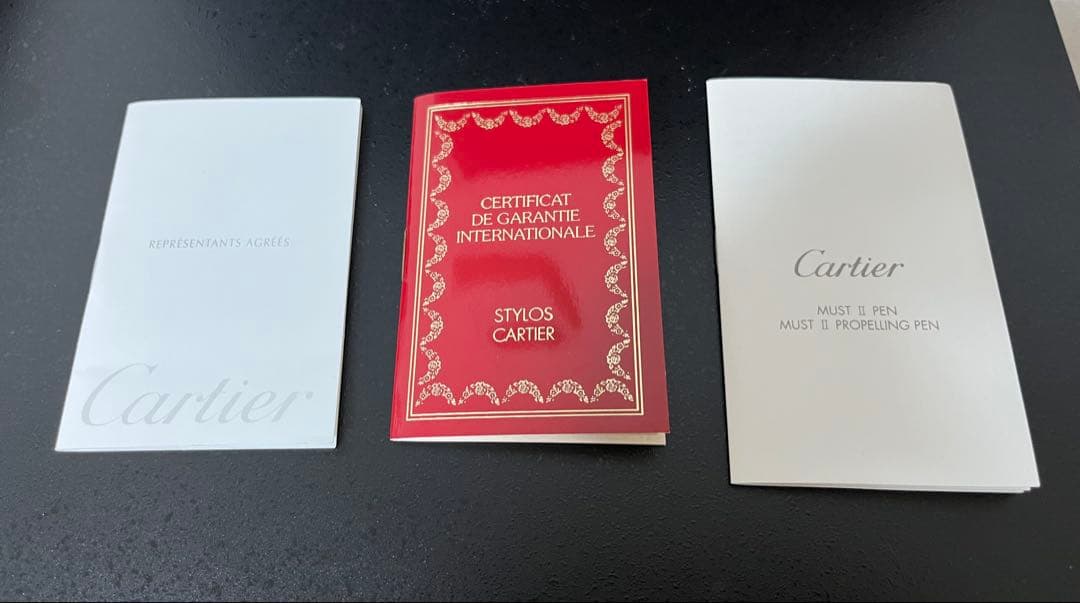 REPRÉSENTANTS AGRÉÉS
Cartier
CERTIFICAT
DE GARANTIE
INTERNATIONALE
STYLOS
CARTIER
Cartier
MUST II PEN
MUST II PROPELLING PEN